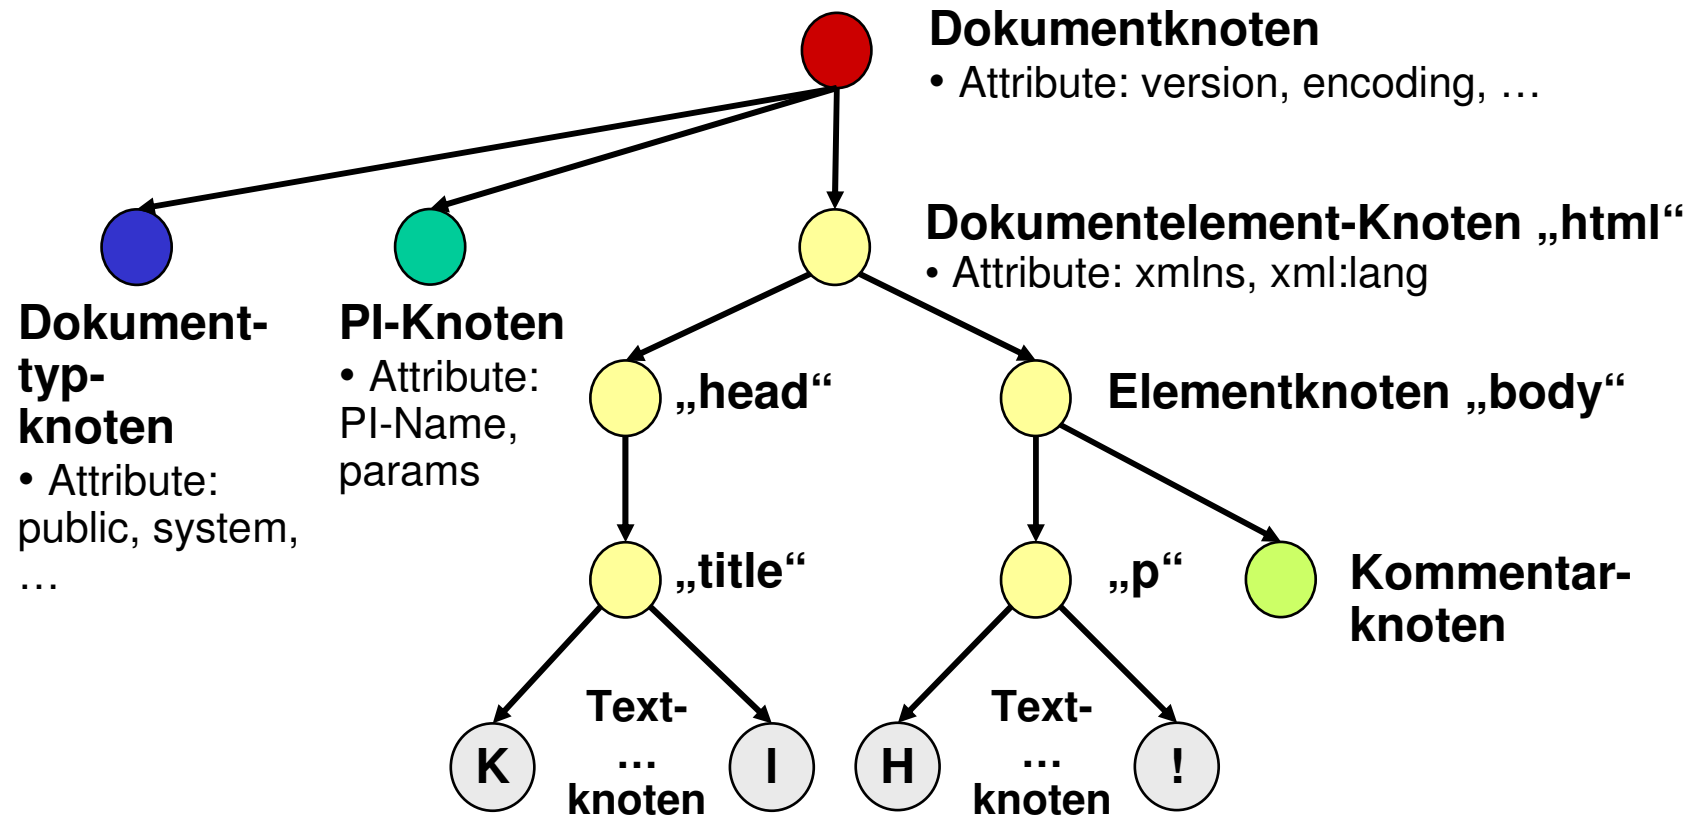 Dokumentknoten
• Attribute: version, encoding, …
Dokumentelement-Knoten „html“
• Attribute: xmlns, xml:lang
Dokument-
typ-
knoten
• Attribute:
public, system,
…
PI-Knoten
• Attribute:
PI-Name,
params
„head“
Elementknoten „body“
„title“
„p“
Kommentar-
knoten
K
Text-
…
knoten
l
H
Text-
…
knoten
!